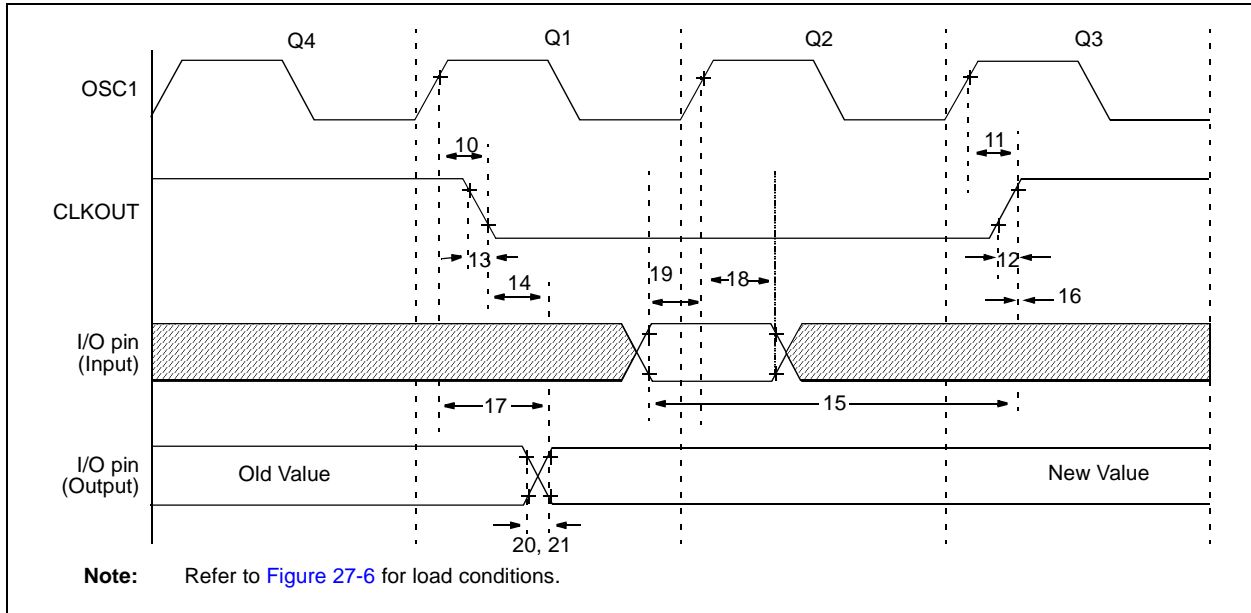 Q4
Q1
Q2
Q3
OSC1
10
11
CLKOUT
13
12
14
19
18
16
I/O pin
(Input)
17
15
I/O pin
(Output)
Old Value
New Value
20, 21
Note: Refer to Figure 27-6 for load conditions.